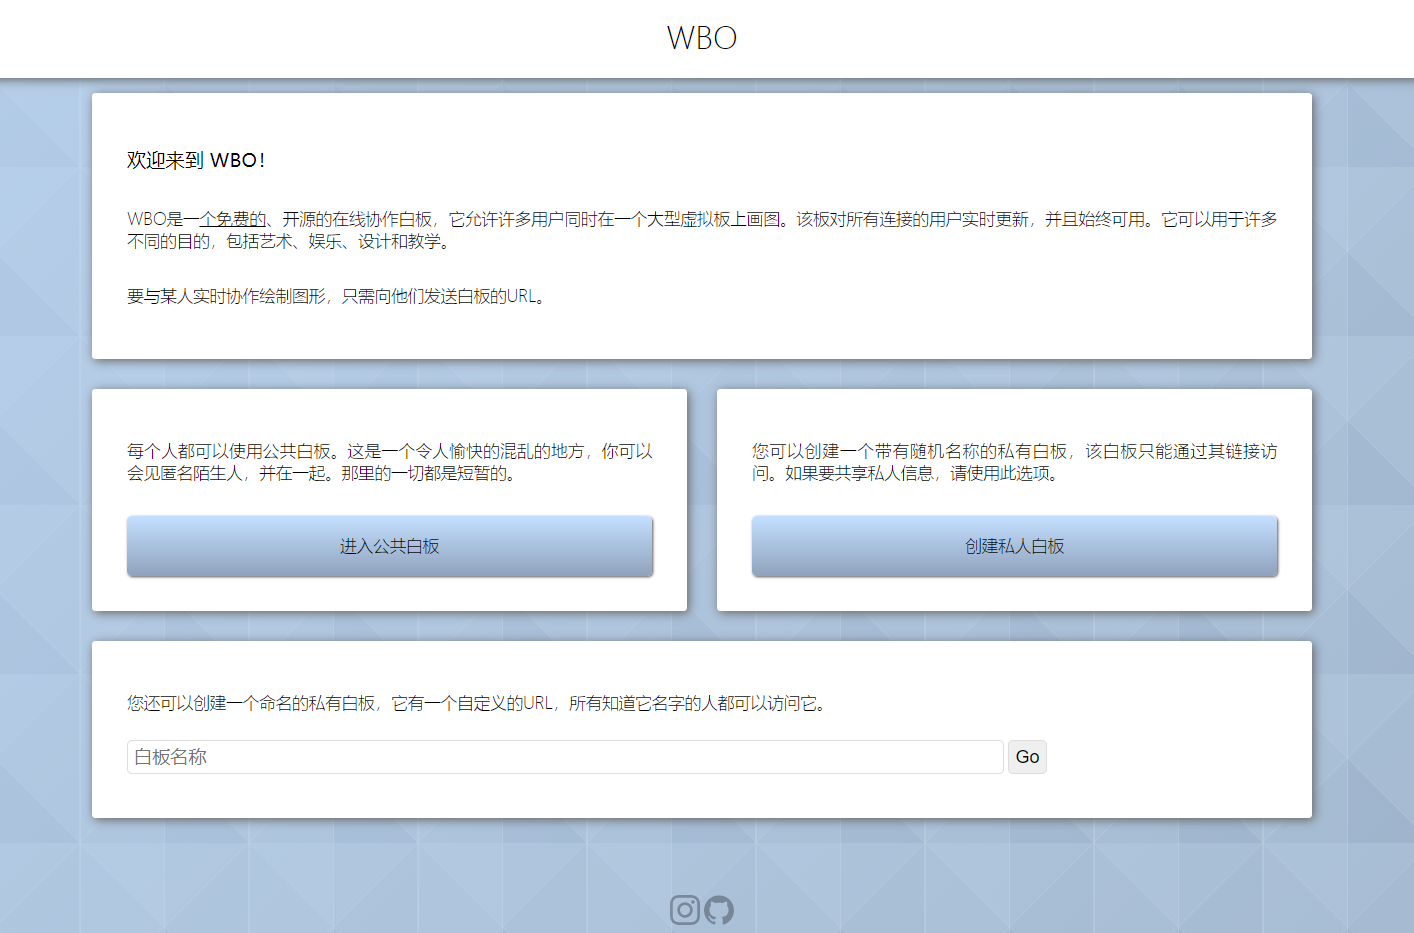 WBO
欢迎来到 WBO！
WBO是一个免费的、开源的在线协作白板，它允许许多用户同时在一个大型虚拟板上画图。该板对所有连接的用户实时更新，并且始终可用。它可以用于许多
不同的目的，包括艺术、娱乐、设计和教学。
要与某人实时协作绘制图形，只需向他们发送白板的URL。
每个人都可以使用公共白板。这是一个令人愉快的混乱的地方，你可以
会见匿名陌生人，并在一起。那里的一切都是短暂的。
进入公共白板
您可以创建一个带有随机名称的私有白板，该白板只能通过其链接访
问。如果要共享私人信息，请使用此选项。
创建私人白板
您还可以创建一个命名的私有白板，它有一个自定义的URL，所有知道它名字的人都可以访问它。
白板名称 Go